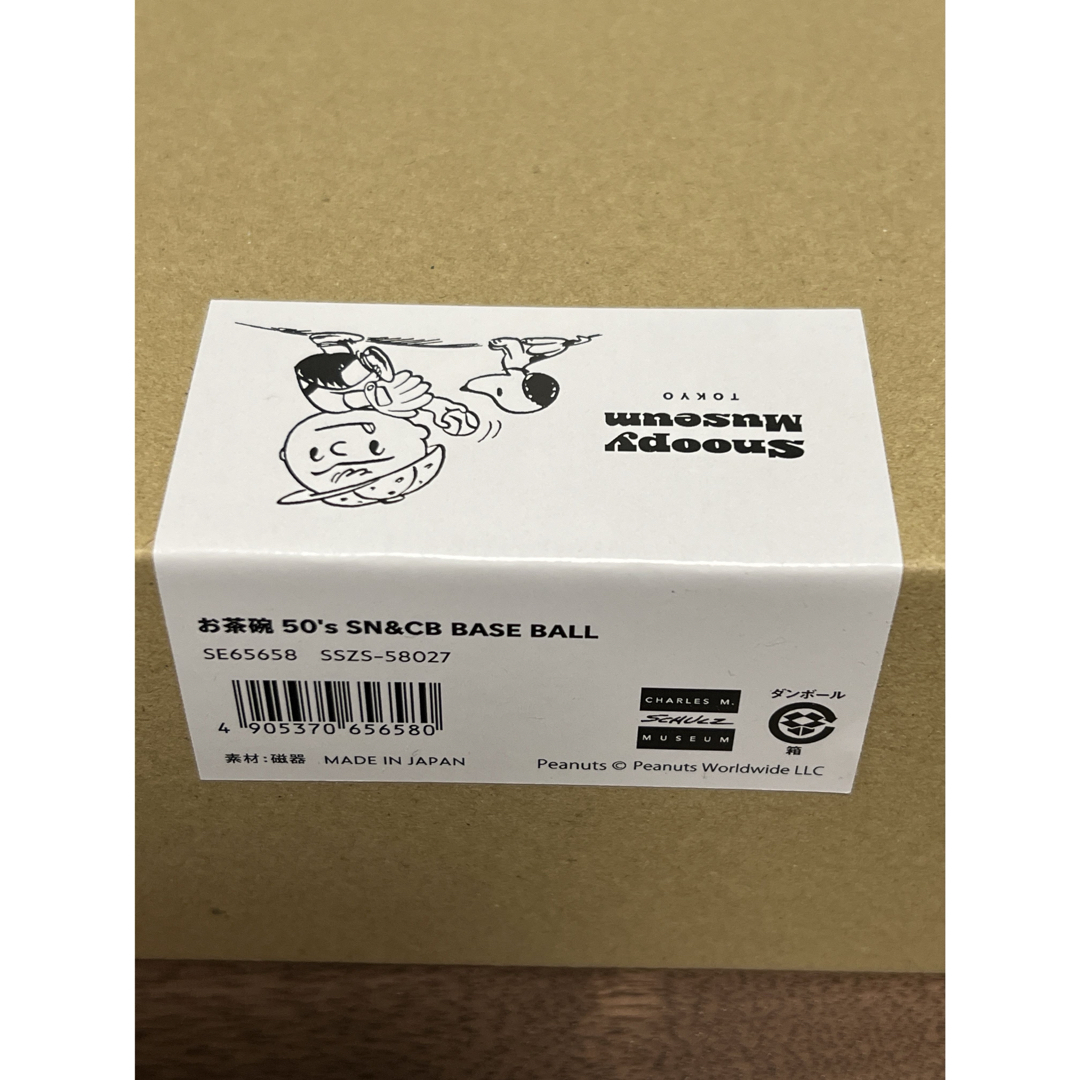 Snoopy
Museum
TOKYO
お茶碗 50's SN&CB BASE BALL
SE65658 SSZS-58027
4 905370 656580
素材:磁器 MADE IN JAPAN
CHARLES M.
SCHULZ
MUSEUM
ダンボール
箱
Peanuts © Peanuts Worldwide LLC